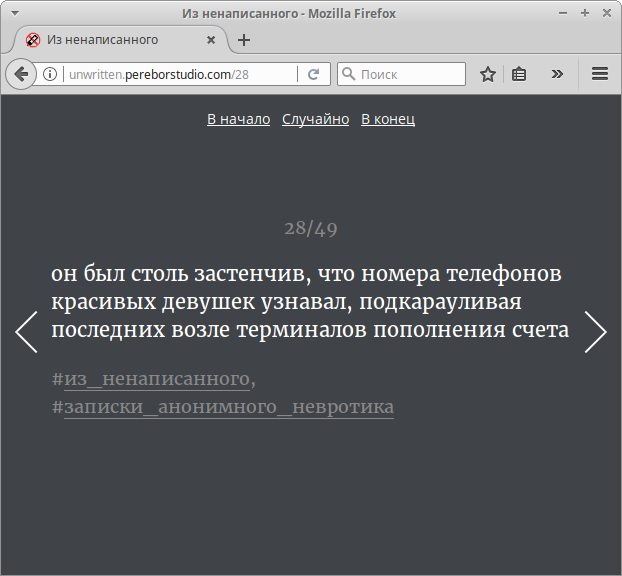 Из ненаписанного - Mozilla Firefox
Из ненаписанного
unwritten.pereborstudio.com/28
Поиск
В начало Случайно В конец
28/49
он был столь застенчив, что номера телефонов
красивых девушек узнавал, подкарауливая
последних возле терминалов пополнения счета
#из_ненаписанного,
#записки_анонимного_невротика